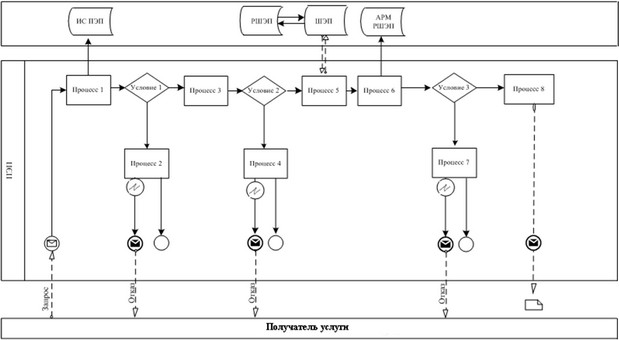 ИС ПЭП
РШЭП
ШЭП
АРМ
РШЭП
Процесс 1
Условие 1
Процесс 3
Условие 2
Процесс 5
Процесс 6
Условие 3
Процесс 8
Процесс 2
Процесс 4
Процесс 7
Запрос
Отказ
Отказ
Отказ
Получатель услуги